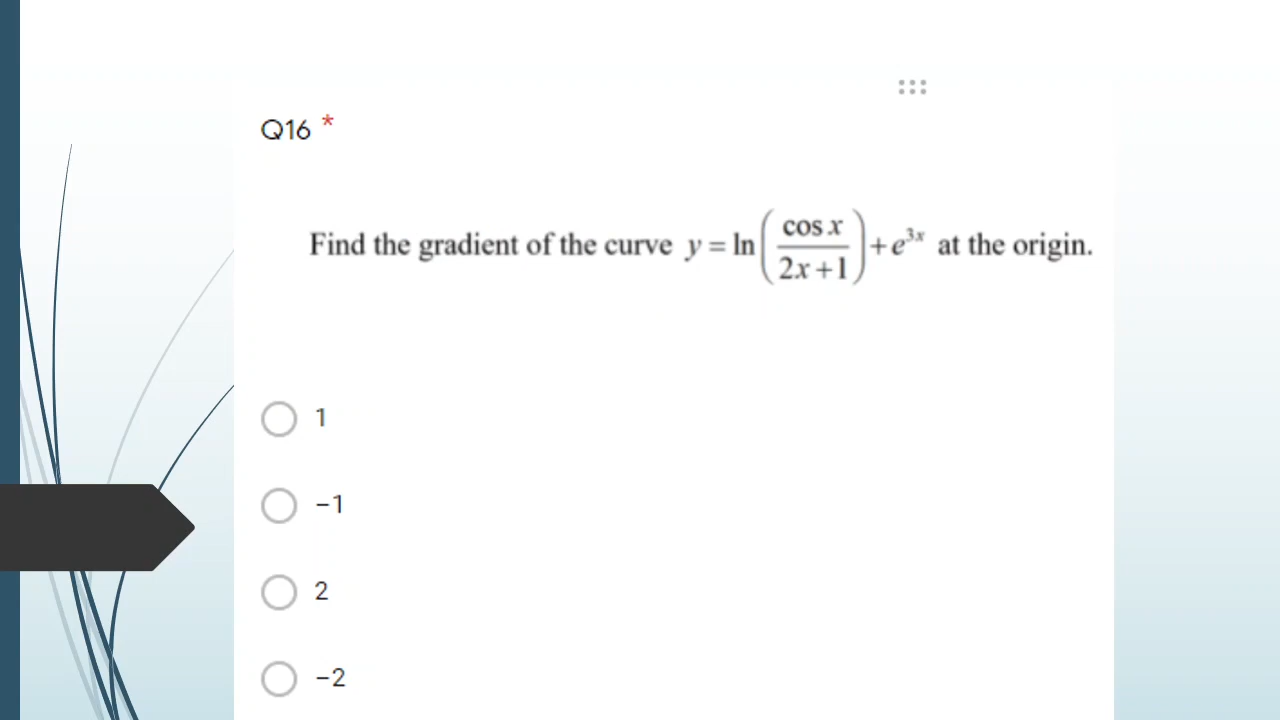 Q16 *
Find the gradient of the curve y = ln(cos x / 2x+1) + e^{3x} at the origin.
1
-1
2
-2